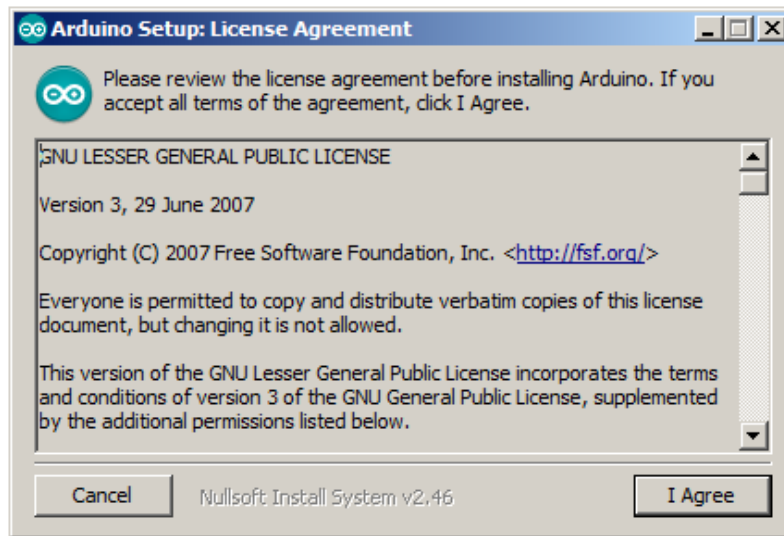 Arduino Setup: License Agreement
Please review the license agreement before installing Arduino. If you
accept all terms of the agreement, click I Agree.
GNU LESSER GENERAL PUBLIC LICENSE
Version 3, 29 June 2007
Copyright (C) 2007 Free Software Foundation, Inc. <http://fsf.org/>
Everyone is permitted to copy and distribute verbatim copies of this license
document, but changing it is not allowed.
This version of the GNU Lesser General Public License incorporates the terms
and conditions of version 3 of the GNU General Public License, supplemented
by the additional permissions listed below.
Cancel
Nullsoft Install System v2.46
I Agree